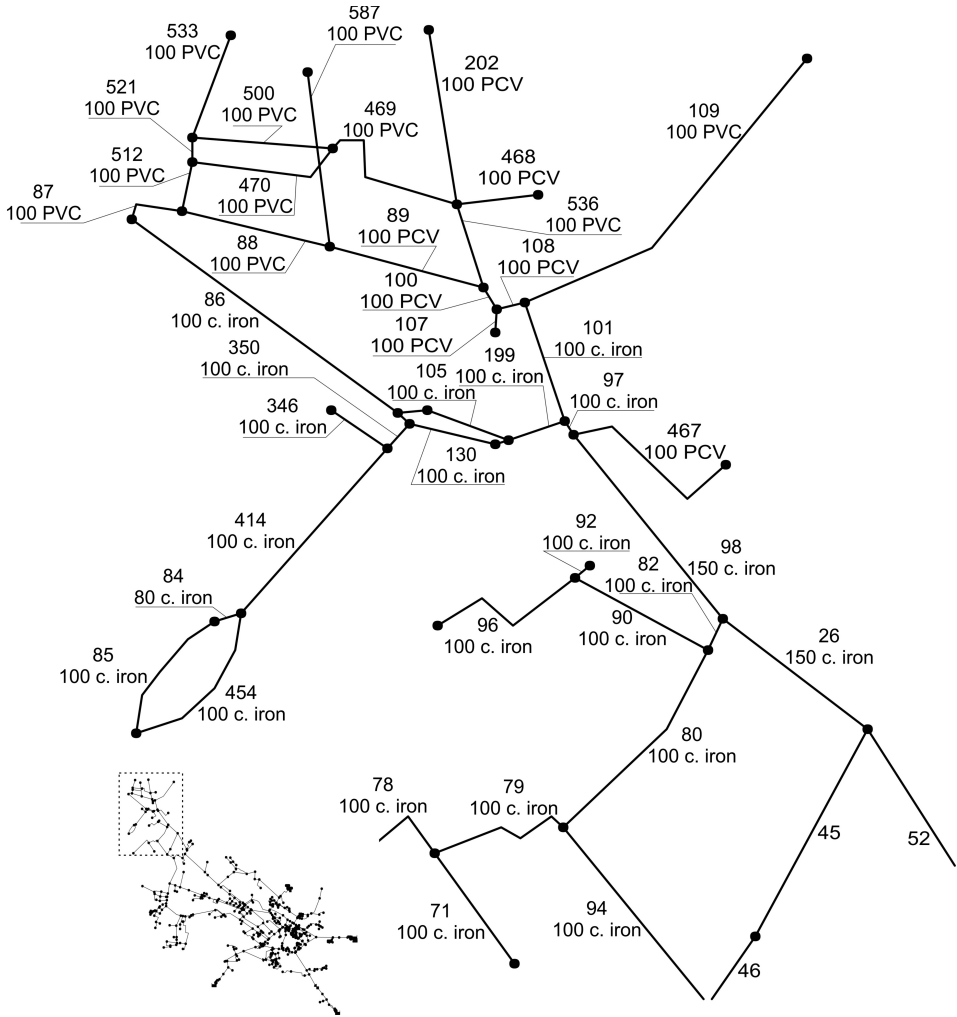 587
100 PVC
533
100 PVC
202
100 PCV
521
100 PVC
500
100 PVC
469
100 PVC
109
100 PVC
512
100 PVC
468
100 PCV
470
100 PVC
87
100 PVC
89
100 PCV
536
100 PVC
88
100 PVC
108
100 PCV
100
100 PCV
86
100 c. iron
107
100 PCV
101
100 c. iron
350
100 c. iron
199
100 c. iron
105
100 c. iron
97
100 c. iron
346
100 c. iron
467
100 PCV
130
100 c. iron
414
100 c. iron
92
100 c. iron
98
150 c. iron
82
100 c. iron
84
80 c. iron
96
100 c. iron
90
100 c. iron
26
150 c. iron
85
100 c. iron
454
100 c. iron
80
100 c. iron
78
100 c. iron
79
100 c. iron
45
52
71
100 c. iron
94
100 c. iron
46